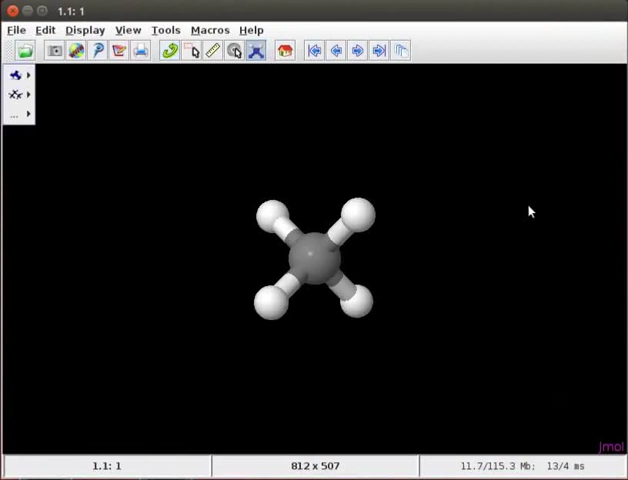 1.1: 1
File Edit Display View Tools Macros Help
...
Jmol
1.1: 1 812 x 507 11.7/115.3 Mb; 13/4 ms